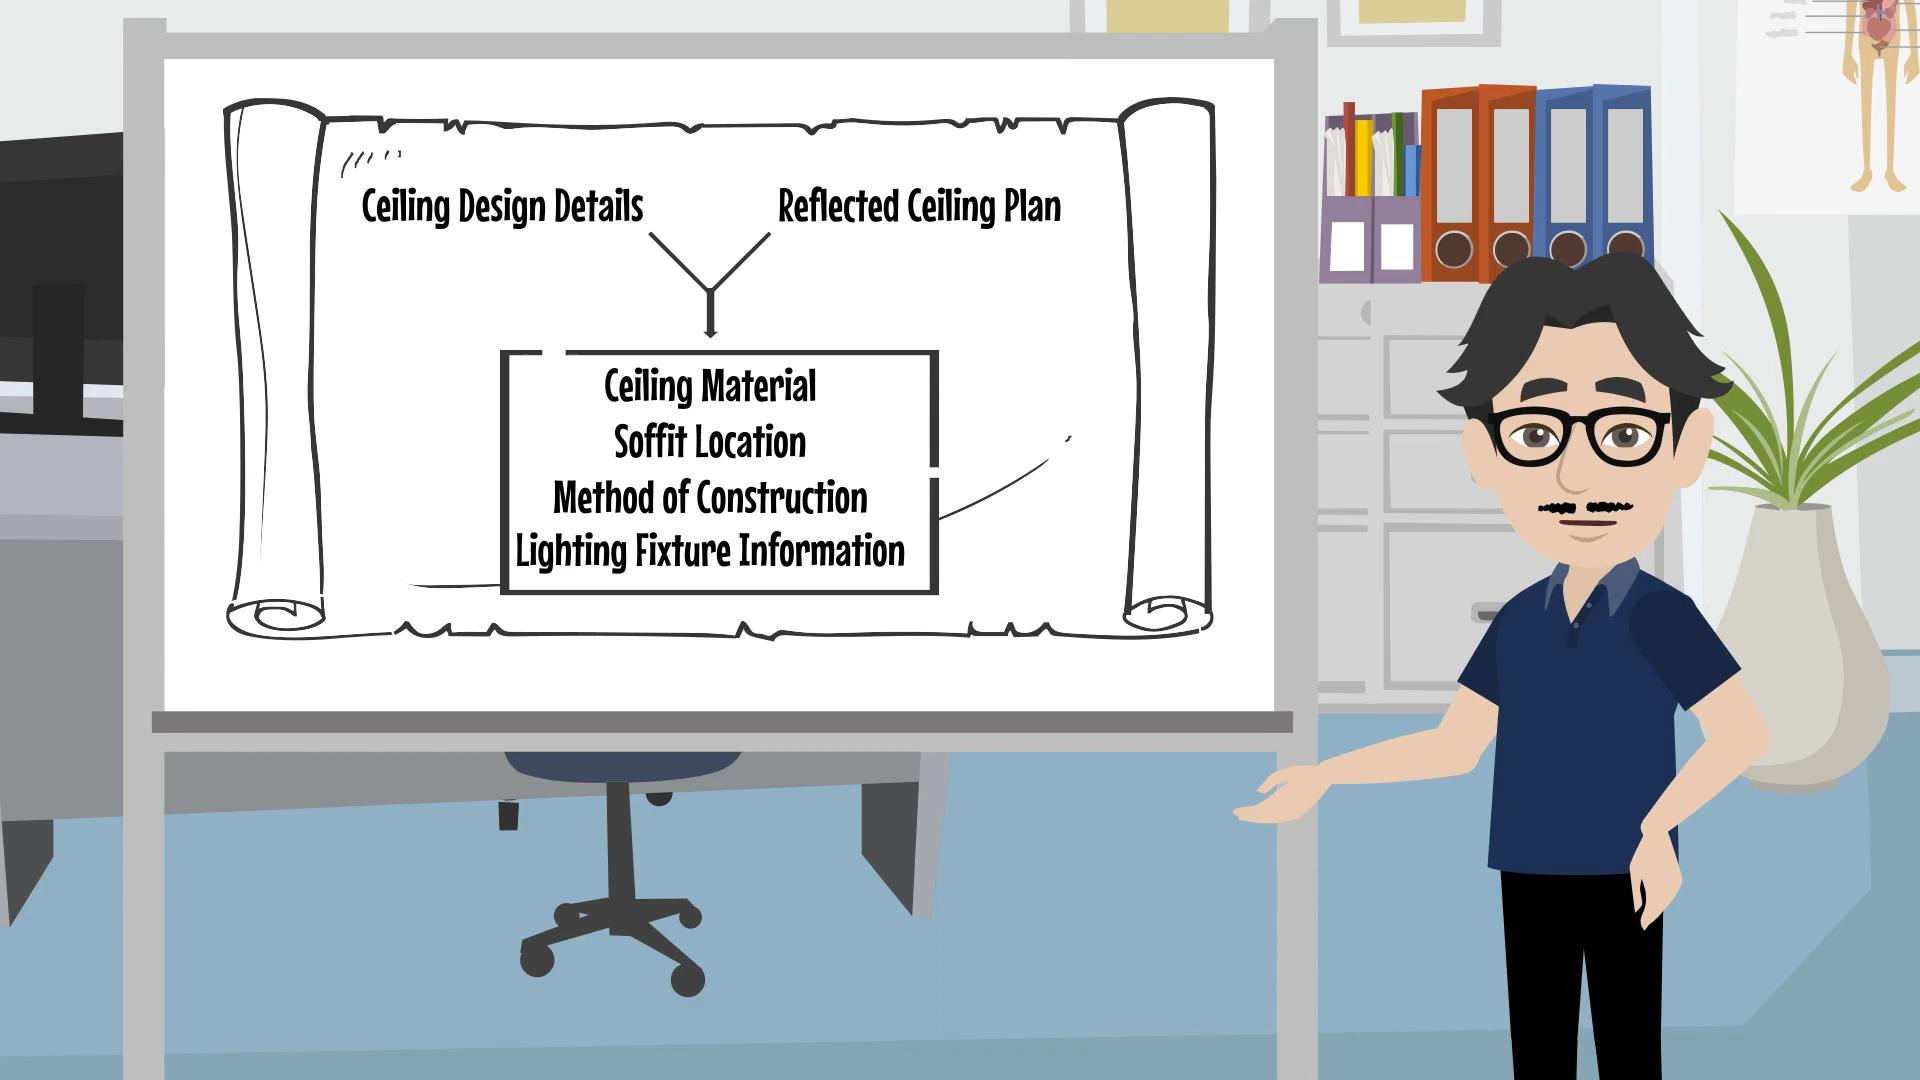 Ceiling Design Details
Reflected Ceiling Plan
Ceiling Material
Soffit Location
Method of Construction
Lighting Fixture Information